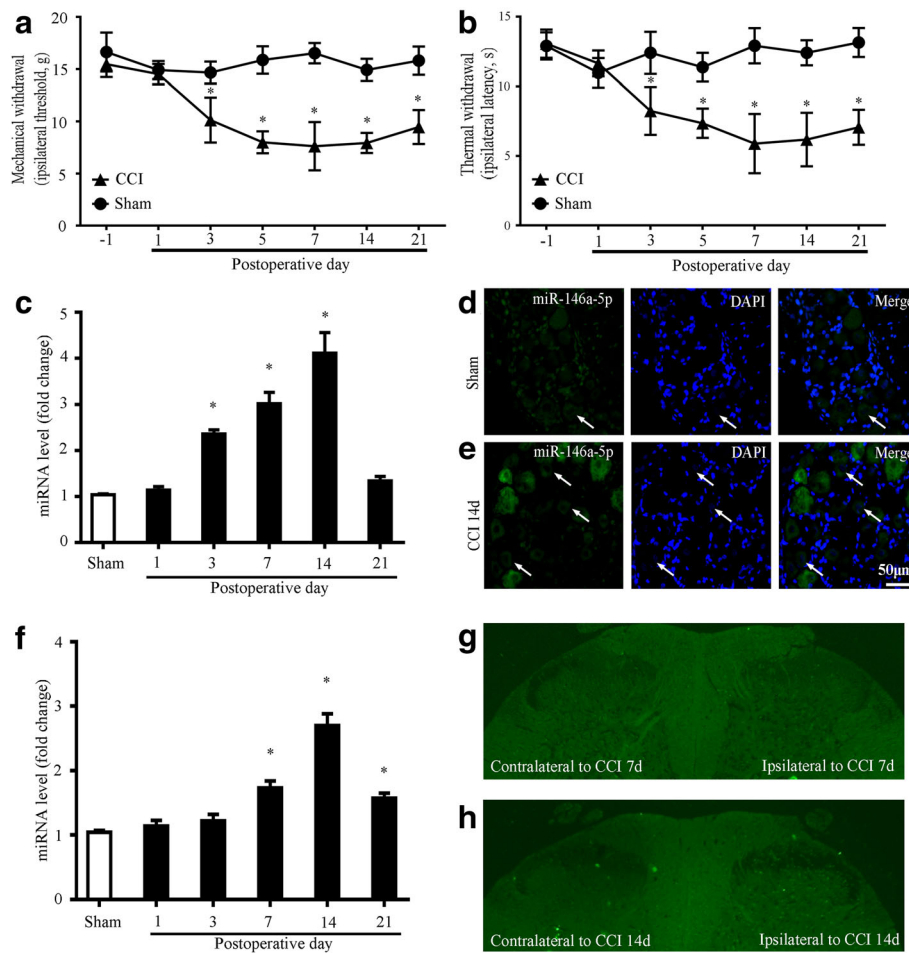 a
Mechanical withdrawal
(ipsilateral threshold, g)
20
15
10
5
0
* * * * *
CCI
Sham
-1 1 3 5 7 14 21
Postoperative day
b
Thermal withdrawal
(ipsilateral latency, s)
15
10
5
0
* * * * *
CCI
Sham
-1 1 3 5 7 14 21
Postoperative day
c
miRNA level (fold change)
5
4
3
2
1
0
* * *
Sham 1 3 7 14 21
Postoperative day
d
Sham
miR-146a-5p DAPI Merge
e
CCI 14d
miR-146a-5p DAPI Merge
50μm
f
miRNA level (fold change)
4
3
2
1
0
* * *
Sham 1 3 7 14 21
Postoperative day
g
Contralateral to CCI 7d Ipsilateral to CCI 7d
h
Contralateral to CCI 14d Ipsilateral to CCI 14d